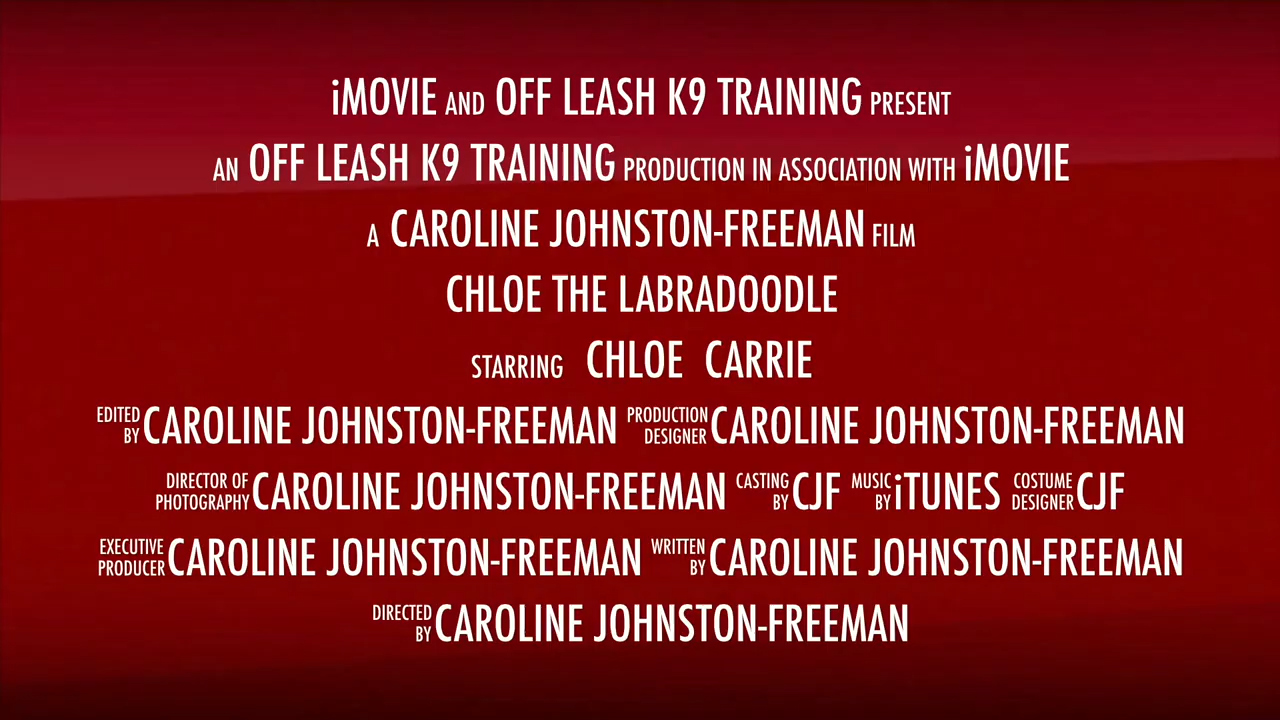 iMOVIE AND OFF LEASH K9 TRAINING PRESENT
AN OFF LEASH K9 TRAINING PRODUCTION IN ASSOCIATION WITH iMOVIE
A CAROLINE JOHNSTON-FREEMAN FILM
CHLOE THE LABRADOODLE
STARRING CHLOE CARRIE
EDITED BY CAROLINE JOHNSTON-FREEMAN PRODUCTION DESIGNER CAROLINE JOHNSTON-FREEMAN
DIRECTOR OF PHOTOGRAPHY CAROLINE JOHNSTON-FREEMAN CASTING BY CJF MUSIC BY iTUNES COSTUME DESIGNER CJF
EXECUTIVE PRODUCER CAROLINE JOHNSTON-FREEMAN WRITTEN BY CAROLINE JOHNSTON-FREEMAN
DIRECTED BY CAROLINE JOHNSTON-FREEMAN